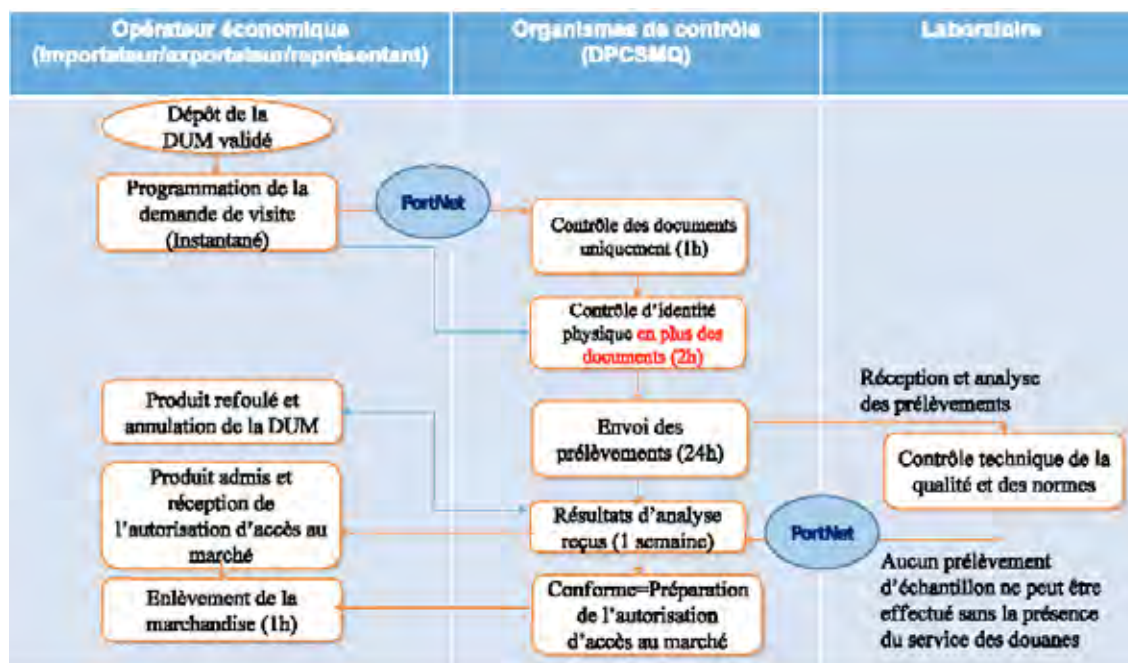 Opérateur économique
(Importateur/exportateur/représentant)
Organismes de contrôle
(DPCSMQ)
Laboratoire
Dépôt de la
DUM validé
Programmation de la
demande de visite
(Instantané)
PortNet
Contrôle des documents
uniquement (1h)
Contrôle d'identité
physique en plus des
documents (2h)
Produit refoulé et
annulation de la DUM
Envoi des
prélèvements (24h)
Réception et analyse
des prélèvements
Contrôle technique de la
qualité et des normes
Produit admis et
réception de
l'autorisation d'accès au
marché
Résultats d'analyse
reçus (1 semaine)
PortNet
Aucun prélèvement
d'échantillon ne peut être
effectué sans la présence
du service des douanes
Enlèvement de la
marchandise (1h)
Conforme=Préparation
de l'autorisation
d'accès au marché